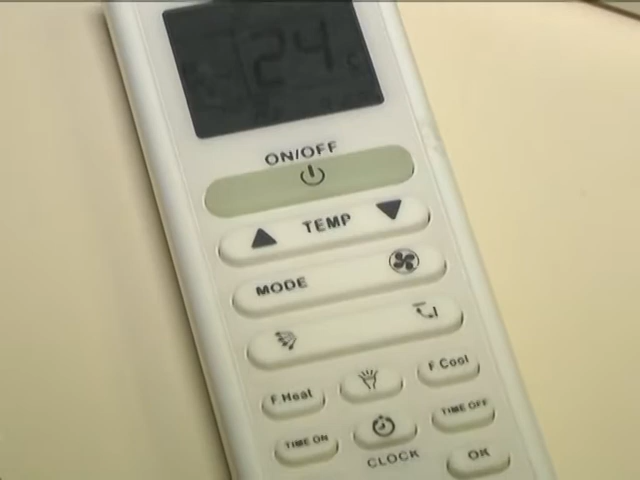 24
ON/OFF
TEMP
MODE
F Heat
F Cool
TIME ON
TIME OFF
CLOCK
OK